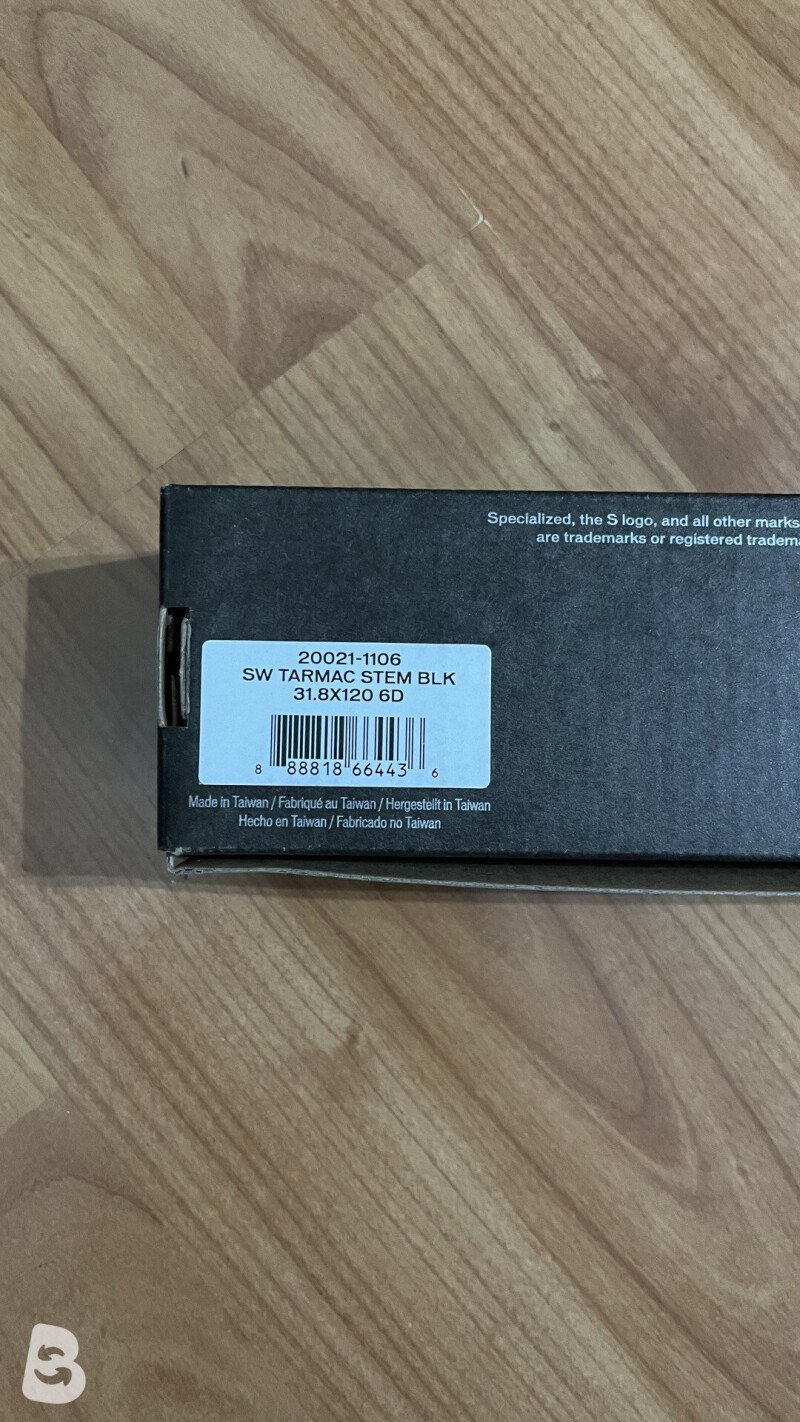 Specialized, the S logo, and all other marks
are trademarks or registered
20021-1106
SW TARMAC STEM BLK
31.8X120 6D
8 88818 66443 6
Made in Taiwan / Fabriqué au Taiwan / Hergestellt in Taiwan
Hecho en Taiwan / Fabricado no Taiwan
B